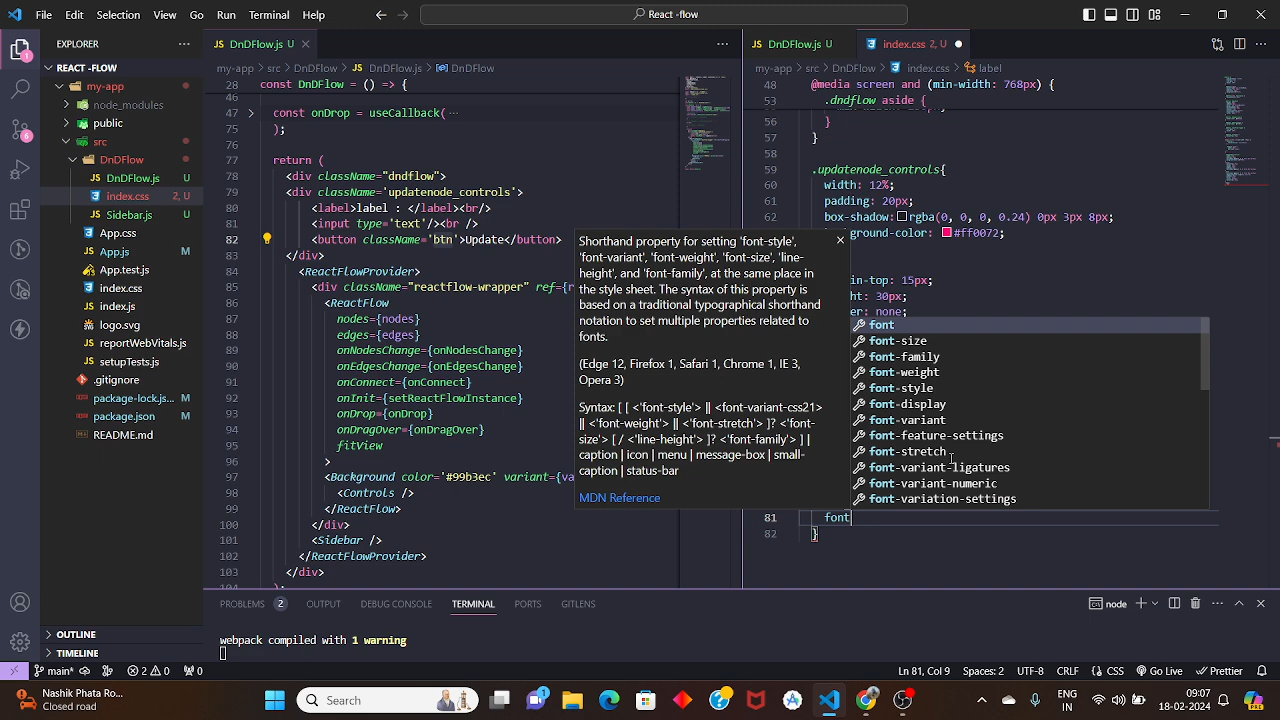 File Edit Selection View Go Run Terminal Help
React -flow
EXPLORER
REACT -FLOW
my-app
node_modules
public
src
DnDFlow
DnDFlow.js U
index.css 2, U
Sidebar.js U
App.css
App.js M
App.test.js
index.css
index.js
logo.svg
reportWebVitals.js
setupTests.js
.gitignore
package-lock.js... M
package.json M
README.md
OUTLINE
TIMELINE
DnDFlow.js U
my-app > src > DnDFlow > DnDFlow.js > DnDFlow
28 const DnDFlow = () => {
46
47 const onDrop = useCallback( ...
75 );
76
77 return (
78 <div className="dndflow">
79 <div className='updatenode_controls'>
80 <label>label : </label><br/>
81 <input type='text'/><br />
82 <button className='btn'>Update</button>
83 </div>
84 <ReactFlowProvider>
85 <div className="reactflow-wrapper" ref={r
86 <ReactFlow
87 nodes={nodes}
88 edges={edges}
89 onNodesChange={onNodesChange}
90 onEdgesChange={onEdgesChange}
91 onConnect={onConnect}
92 onInit={setReactFlowInstance}
93 onDrop={onDrop}
94 onDragOver={onDragOver}
95 fitView
96 >
97 <Background color='#99b3ec' variant={va
98 <Controls />
99 </ReactFlow>
100 </div>
101 <Sidebar />
102 </ReactFlowProvider>
103 </div>
DnDFlow.js U
index.css 2, U
my-app > src > DnDFlow > index.css > label
48 @media screen and (min-width: 768px) {
53 .dndflow aside {
56 }
57 }
58
59 .updatenode_controls{
60 width: 12%;
61 padding: 20px;
62 box-shadow: rgba(0, 0, 0, 0.24) 0px 3px 8px;
ground-color: #ff0072;
in-top: 15px;
ht: 30px;
er: none;
81 font
82 }
Shorthand property for setting 'font-style',
'font-variant', 'font-weight', 'font-size', 'line-
height', and 'font-family', at the same place in
the style sheet. The syntax of this property is
based on a traditional typographical shorthand
notation to set multiple properties related to
fonts.
(Edge 12, Firefox 1, Safari 1, Chrome 1, IE 3,
Opera 3)
Syntax: [ [ <'font-style'> || <font-variant-css21>
|| <'font-weight'> || <'font-stretch'> ]? <'font-
size'> [ / <'line-height'> ]? <'font-family'> ] |
caption | icon | menu | message-box | small-
caption | status-bar
MDN Reference
font
font-size
font-family
font-weight
font-style
font-display
font-variant
font-feature-settings
font-stretch
font-variant-ligatures
font-variant-numeric
font-variation-settings
PROBLEMS 2 OUTPUT DEBUG CONSOLE TERMINAL PORTS GITLENS
node
webpack compiled with 1 warning
main* 2 0 0
Ln 81, Col 9 Spaces: 2 UTF-8 CRLF {} CSS Go Live Prettier
Nashik Phata Ro...
Closed road
Search
ENG
IN
09:07
18-02-2024